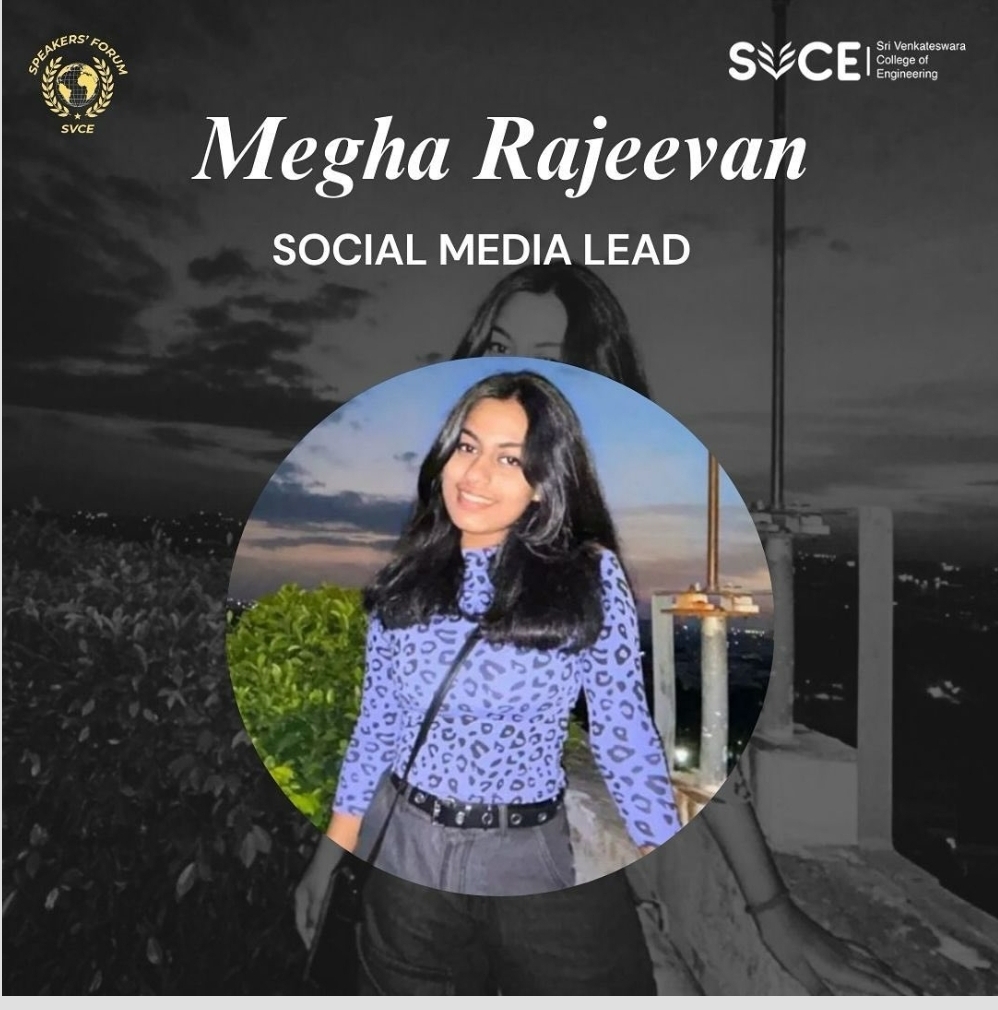 SPEAKERS' FORUM
SVCE
SVCE
Sri Venkateswara
College of
Engineering
Megha Rajeevan
SOCIAL MEDIA LEAD